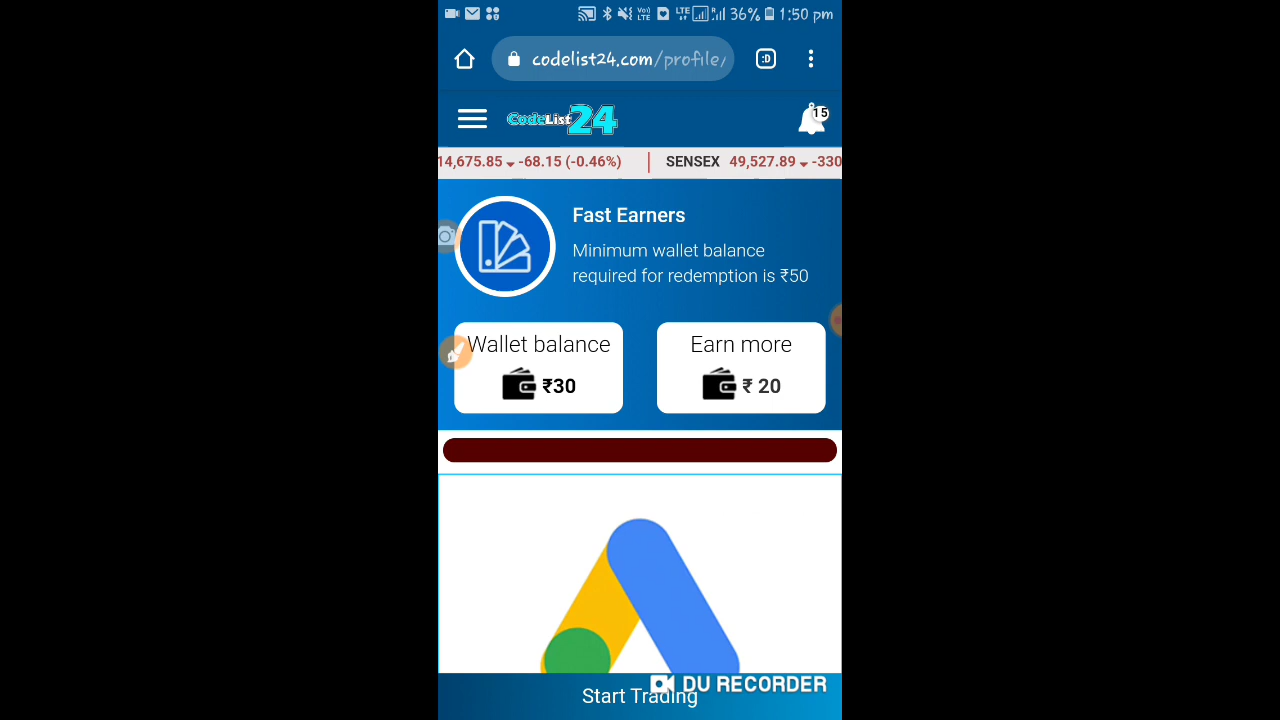 36% 1:50 pm
codelist24.com/profile/
CodeList24
15
14,675.85 -68.15 (-0.46%) SENSEX 49,527.89 -330
Fast Earners
Minimum wallet balance
required for redemption is ₹50
Wallet balance
₹30
Earn more
₹ 20
DU RECORDER
Start Trading